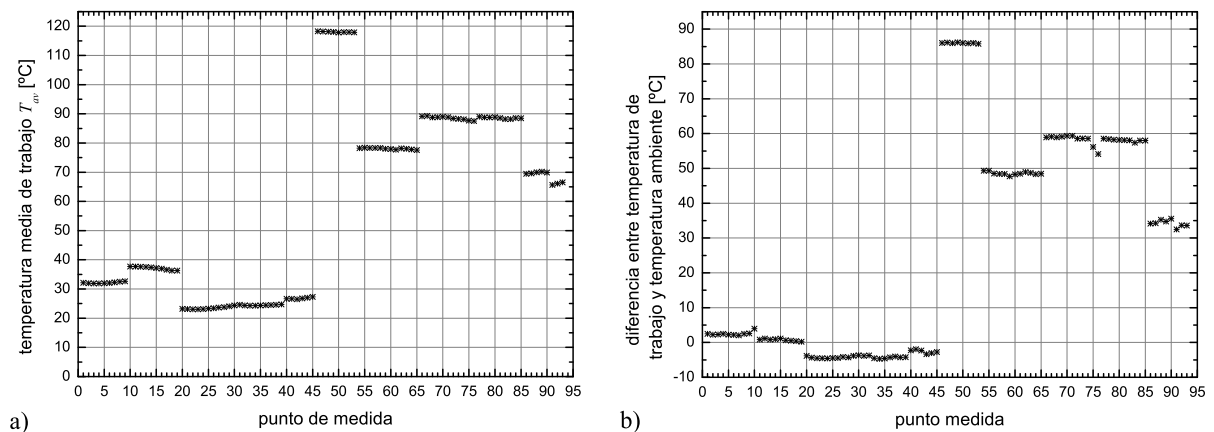 temperatura media de trabajo Tav [ºC]
120
110
100
90
80
70
60
50
40
30
20
10
0
0 5 10 15 20 25 30 35 40 45 50 55 60 65 70 75 80 85 90 95
punto de medida
a)
diferencia entre temperatura de
trabajo y temperatura ambiente [ºC]
90
80
70
60
50
40
30
20
10
0
-10
0 5 10 15 20 25 30 35 40 45 50 55 60 65 70 75 80 85 90 95
punto medida
b)